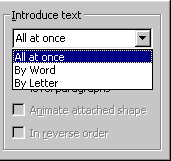 Introduce text
All at once
All at once
By Word
By Letter
paragraphs
Animate attached shape
In reverse order